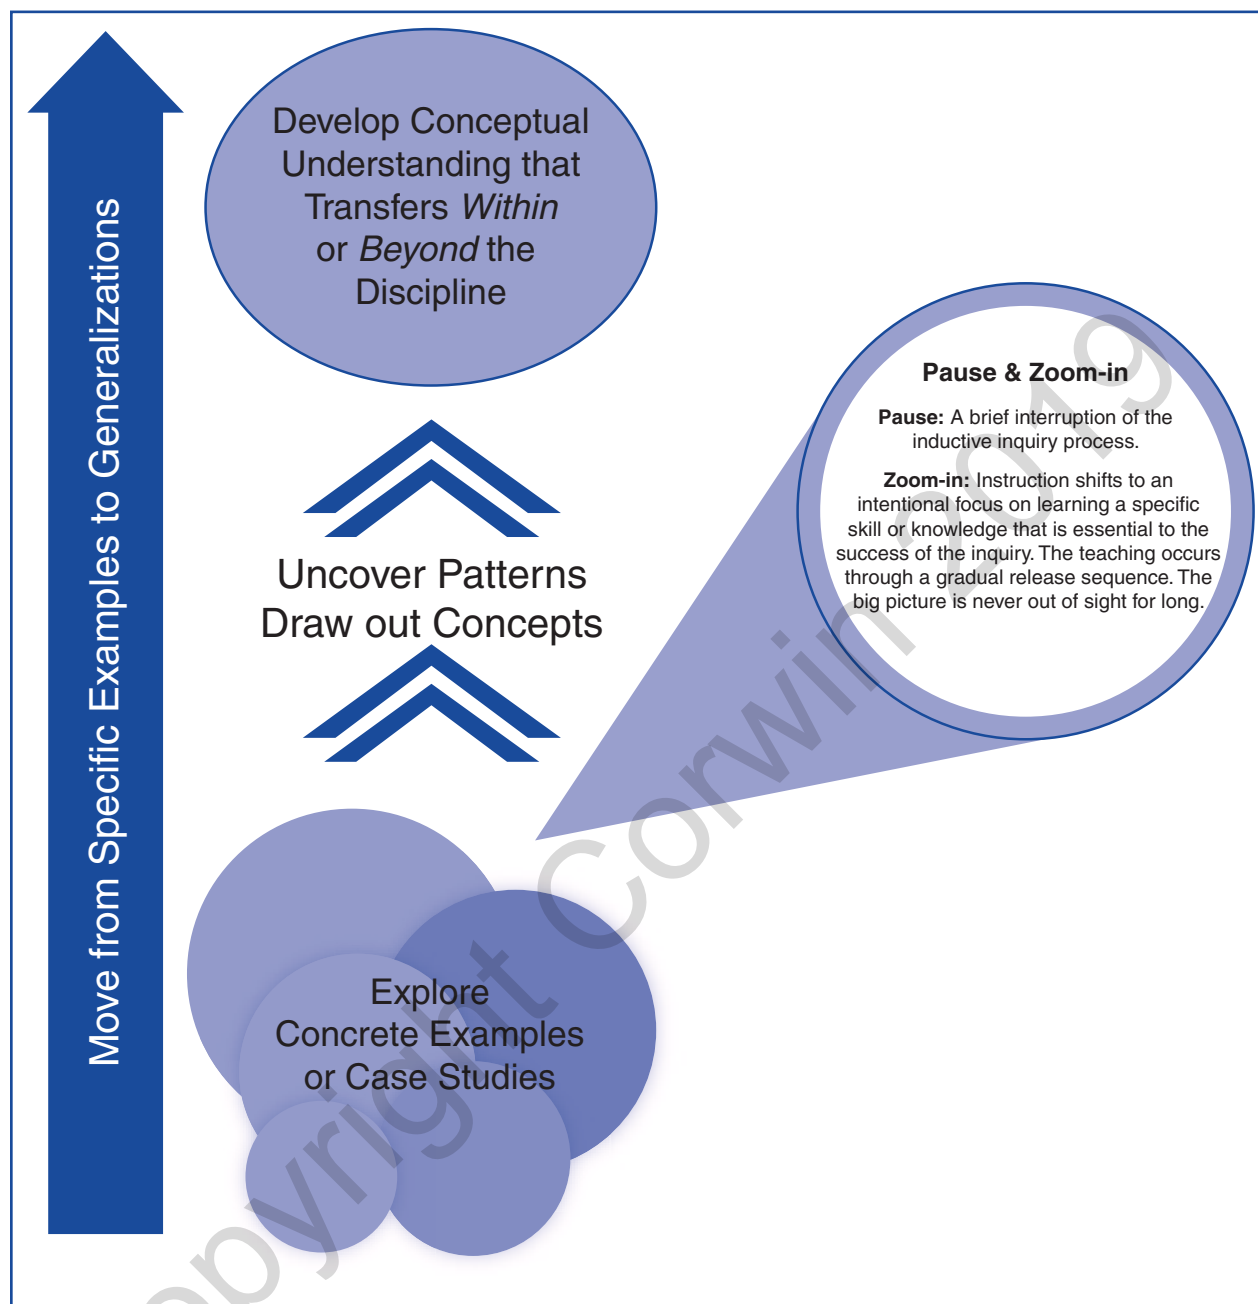 Move from Specific Examples to Generalizations
Develop Conceptual
Understanding that
Transfers Within
or Beyond the
Discipline
Uncover Patterns
Draw out Concepts
Explore
Concrete Examples
or Case Studies
Pause & Zoom-in
Pause: A brief interruption of the
inductive inquiry process.
Zoom-in: Instruction shifts to an
intentional focus on learning a specific
skill or knowledge that is essential to the
success of the inquiry. The teaching occurs
through a gradual release sequence. The
big picture is never out of sight for long.
opyright Corwin 2019